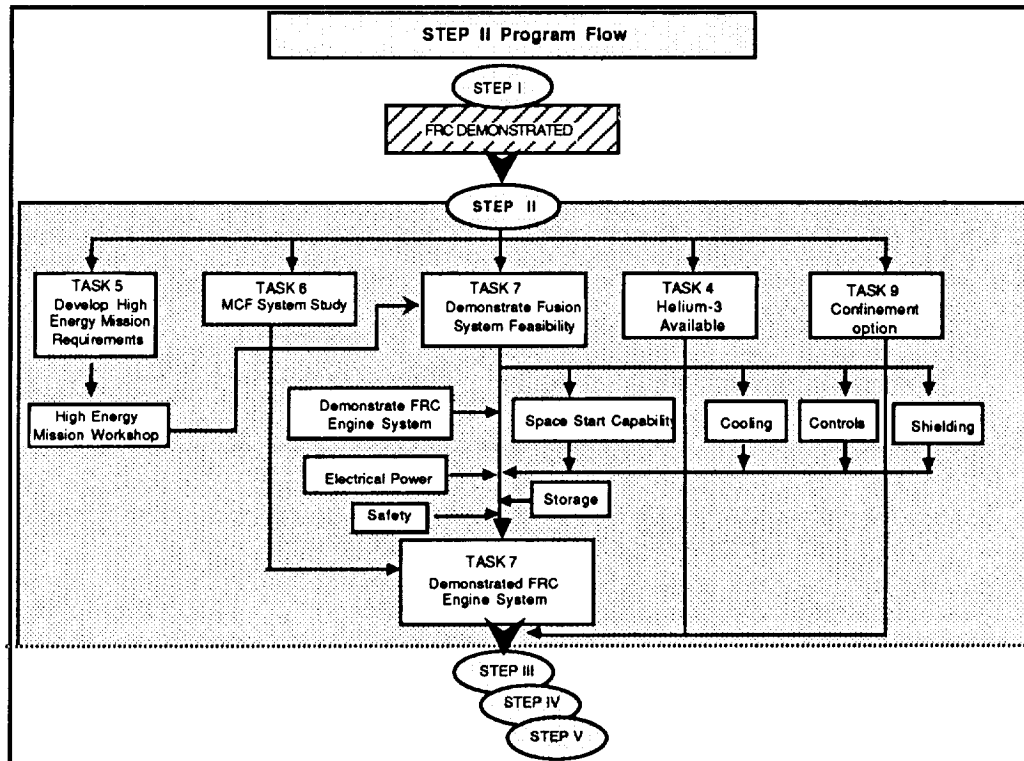 STEP II Program Flow
STEP I
FRC DEMONSTRATED
STEP II
TASK 5
Develop High
Energy Mission
Requirements
TASK 6
MCF System Study
TASK 7
Demonstrate Fusion
System Feasibility
TASK 4
Helium-3
Available
TASK 9
Confinement
option
High Energy
Mission Workshop
Demonstrate FRC
Engine System
Space Start Capability
Cooling
Controls
Shielding
Electrical Power
Storage
Safety
TASK 7
Demonstrated FRC
Engine System
STEP III
STEP IV
STEP V